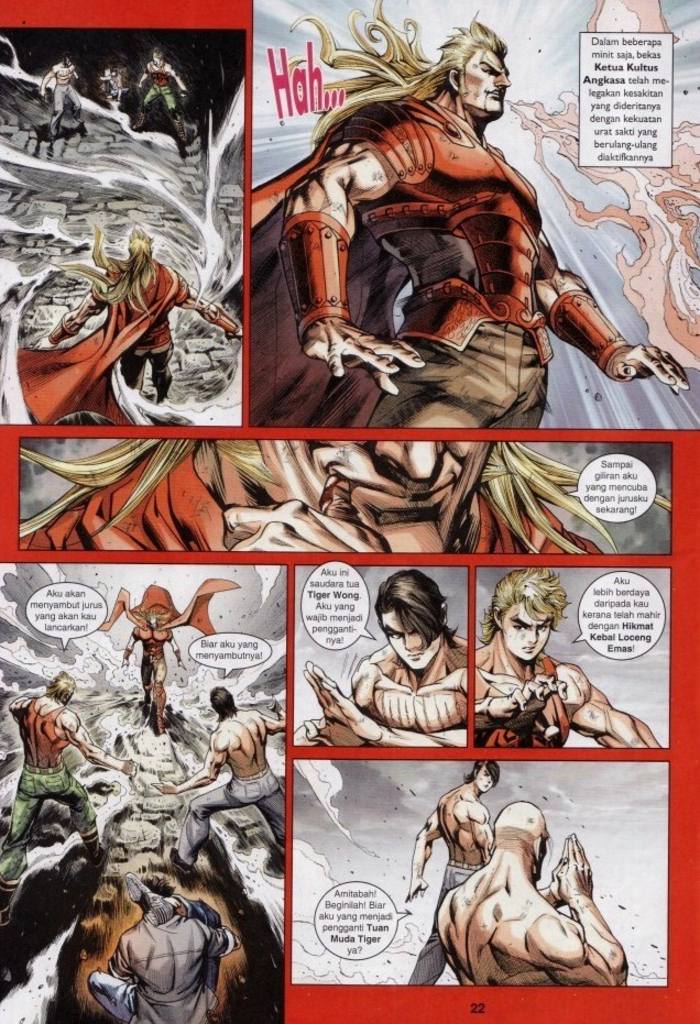 Hah...
Dalam beberapa
minit saja, bekas
Ketua Kultus
Angkasa telah me-
legakan kesakitan
yang dideritanya
dengan kekuatan
urat sakti yang
berulang-ulang
diaktifkannya
Sampai
giliran aku
yang mencuba
dengan jurusku
sekarang!
Aku akan
menyambut jurus
yang akan kau
lancarkan!
Biar aku yang
menyambutnya!
Aku ini
saudara tua
Tiger Wong.
Aku yang
wajib menjadi
pengganti-
nya!
Aku
lebih berdaya
daripada kau
kerana telah mahir
dengan Hikmat
Kebal Loceng
Emas!
Amitabah!
Beginilah! Biar
aku yang menjadi
pengganti Tuan
Muda Tiger
ya?
22